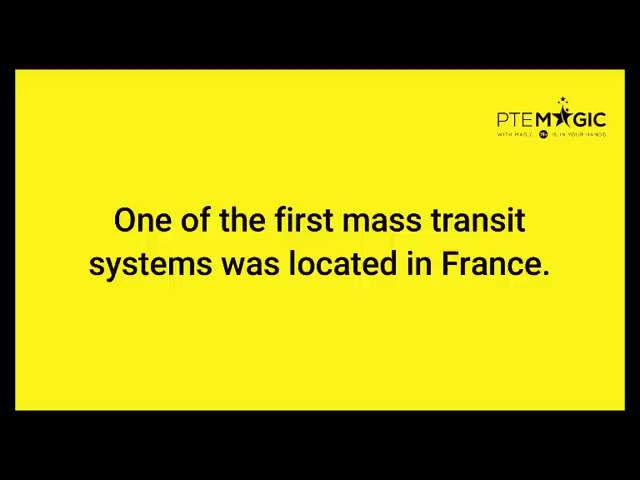 PTEMAGIC
One of the first mass transit
systems was located in France.